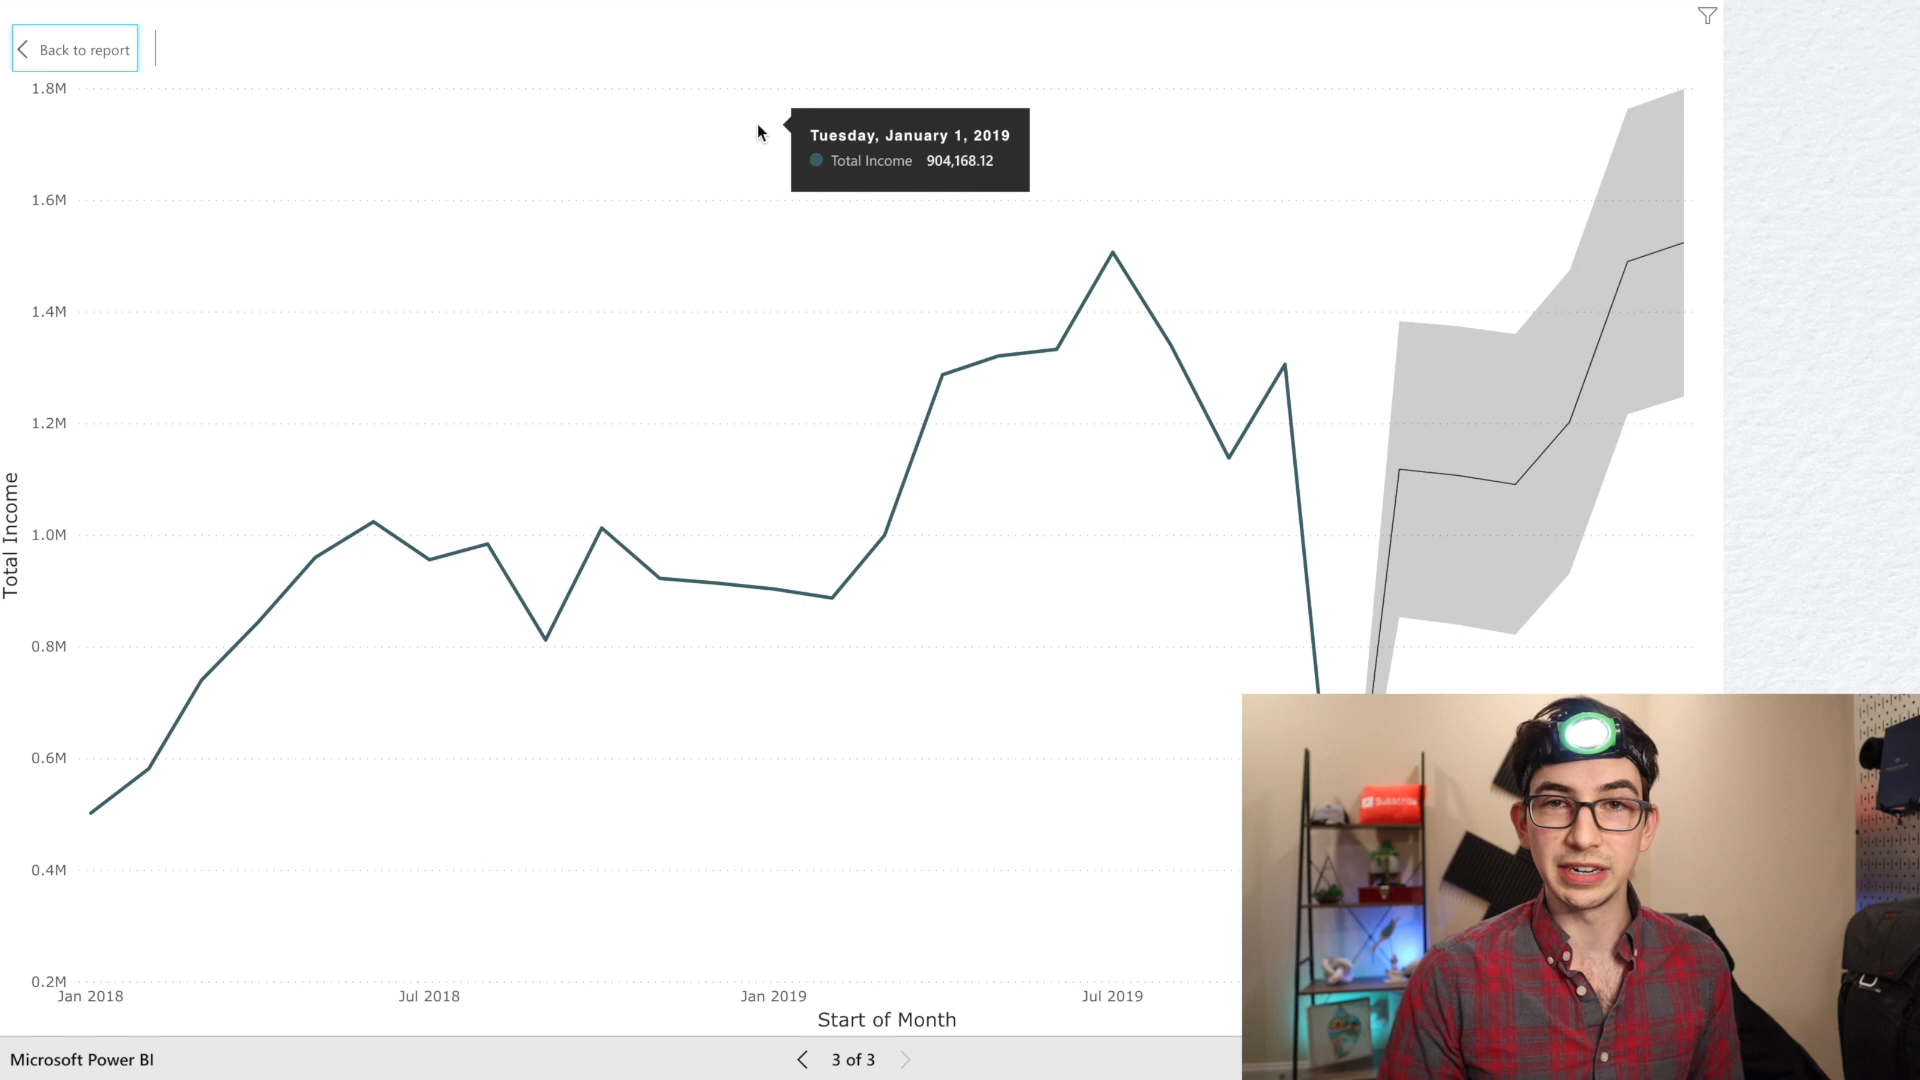 Back to report
1.8M
Tuesday, January 1, 2019
Total Income 904,168.12
1.6M
1.4M
1.2M
1.0M
0.8M
0.6M
0.4M
0.2M
Total Income
Jan 2018 Jul 2018 Jan 2019 Jul 2019
Start of Month
Subscribe
Microsoft Power BI
3 of 3